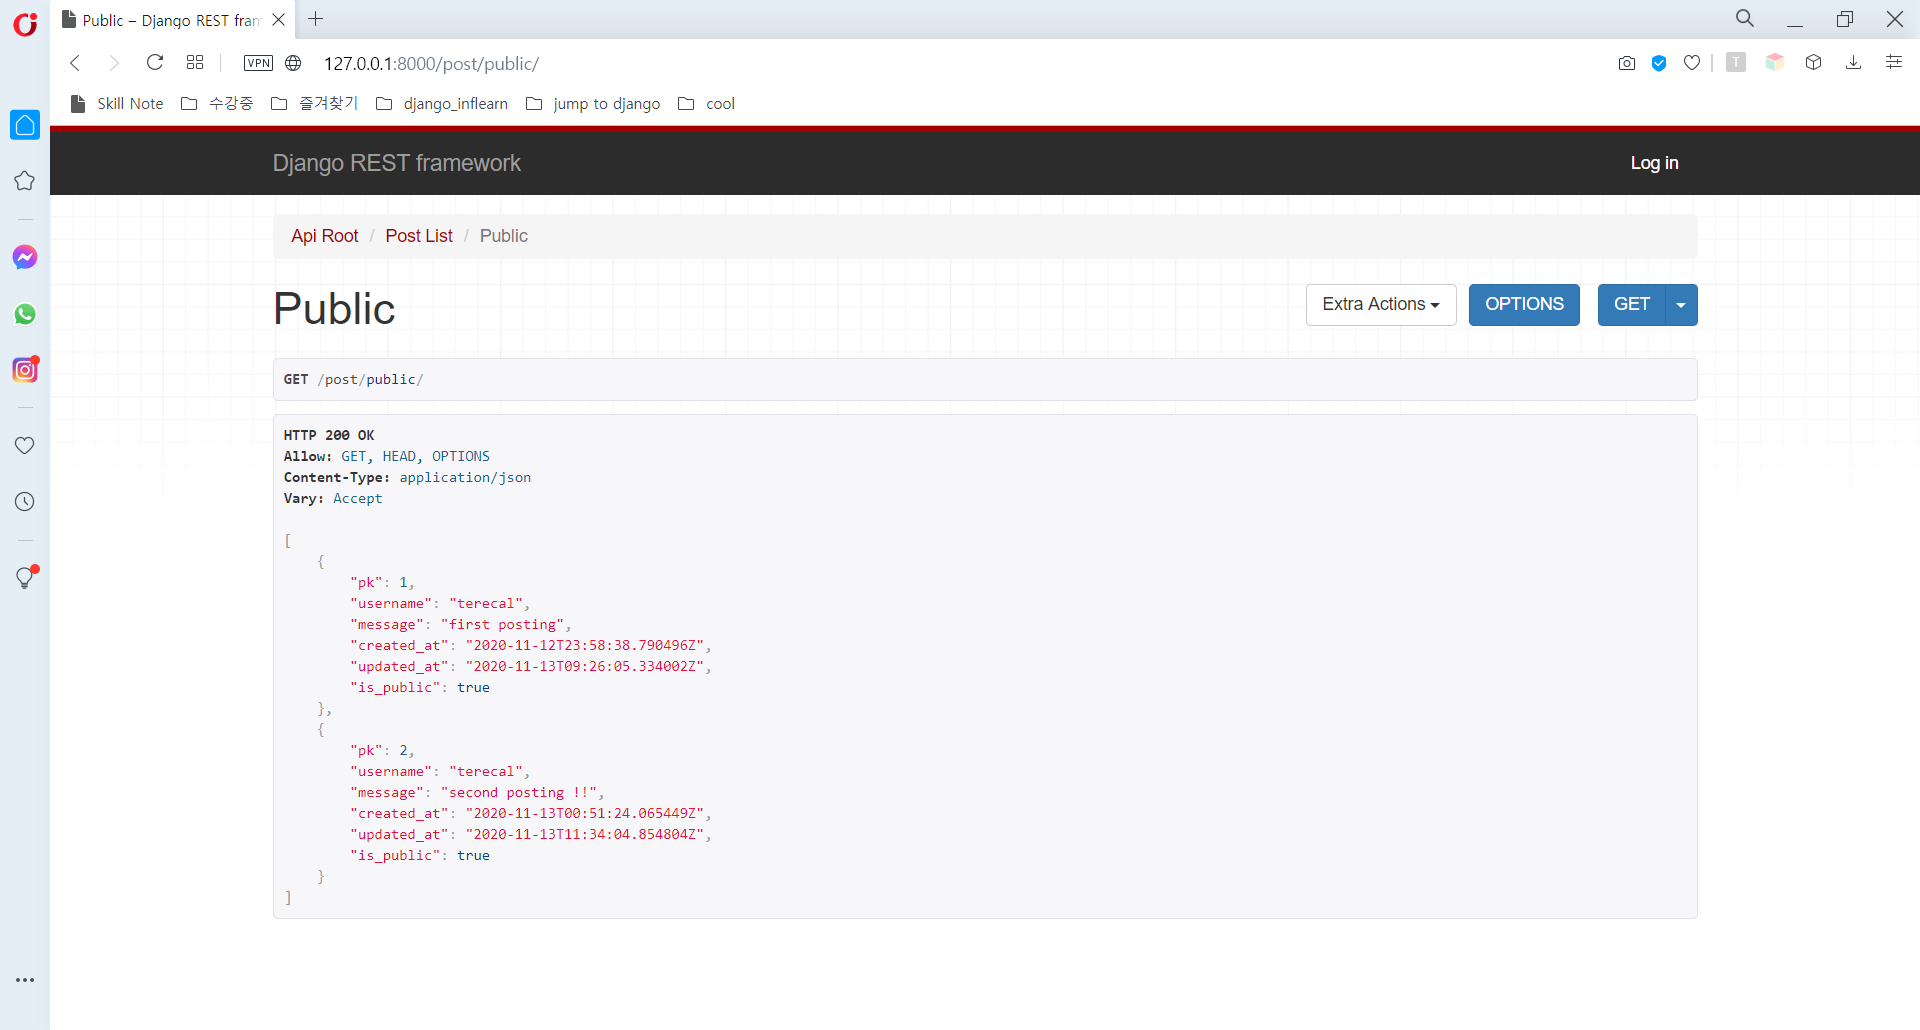 Public – Django REST fram
VPN 127.0.0.1:8000/post/public/
T
Skill Note 수강중 즐겨찾기 django_inflearn jump to django cool
Django REST framework Log in
Api Root / Post List / Public
Public Extra Actions OPTIONS GET
GET /post/public/
HTTP 200 OK
Allow: GET, HEAD, OPTIONS
Content-Type: application/json
Vary: Accept
[
{
"pk": 1,
"username": "terecal",
"message": "first posting",
"created_at": "2020-11-12T23:58:38.790496Z",
"updated_at": "2020-11-13T09:26:05.334002Z",
"is_public": true
},
{
"pk": 2,
"username": "terecal",
"message": "second posting !!",
"created_at": "2020-11-13T00:51:24.065449Z",
"updated_at": "2020-11-13T11:34:04.854804Z",
"is_public": true
}
]